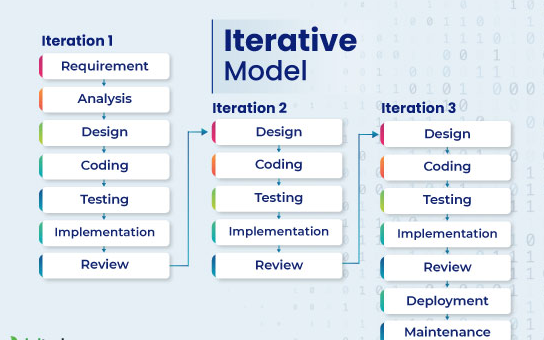 Iterative
Model
Iteration 1
Requirement
Analysis
Design
Coding
Testing
Implementation
Review
Iteration 2
Design
Coding
Testing
Implementation
Review
Iteration 3
Design
Coding
Testing
Implementation
Review
Deployment
Maintenance